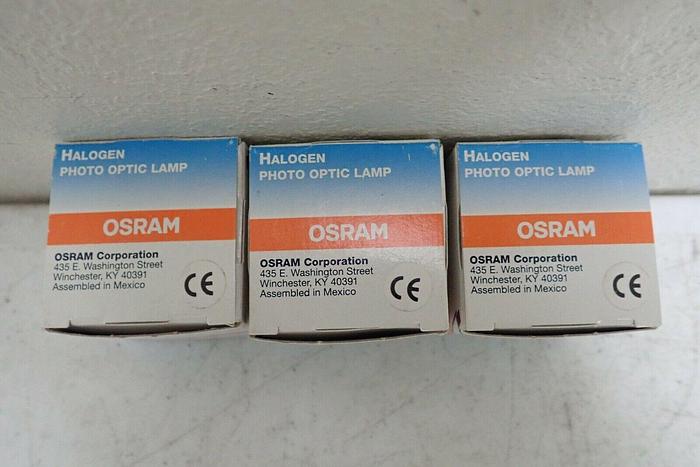 HALOGEN
PHOTO OPTIC LAMP
OSRAM
OSRAM Corporation
435 E. Washington Street
Winchester, KY 40391
Assembled in Mexico
CE
HALOGEN
PHOTO OPTIC LAMP
OSRAM
OSRAM Corporation
435 E. Washington Street
Winchester, KY 40391
Assembled in Mexico
CE
HALOGEN
PHOTO OPTIC LAMP
OSRAM
OSRAM Corporation
435 E. Washington Street
Winchester, KY 40391
Assembled in Mexico
CE